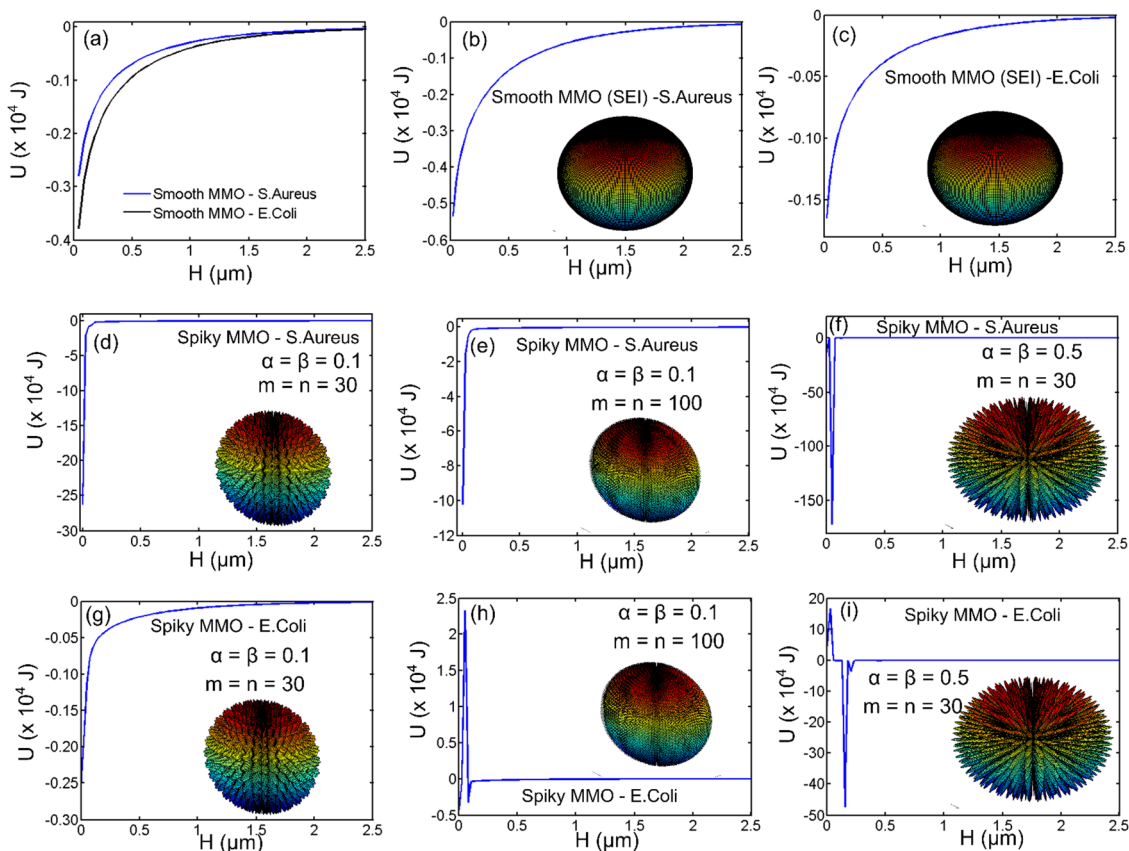 (a)
U (x 10⁴ J)
0
-0.1
-0.2
-0.3
-0.4
Smooth MMO - S.Aureus
Smooth MMO - E.Coli
0 0.5 1 1.5 2 2.5
H (μm)
(b)
U (x 10⁴ J)
0
-0.1
-0.2
-0.3
-0.4
-0.5
-0.6
Smooth MMO (SEI) -S.Aureus
0 0.5 1 1.5 2 2.5
H (μm)
(c)
U (x 10⁴ J)
0
-0.05
-0.10
-0.15
Smooth MMO (SEI) -E.Coli
0 0.5 1 1.5 2 2.5
H (μm)
(d)
U (x 10⁴ J)
0
-5
-10
-15
-20
-25
-30
Spiky MMO - S.Aureus
α = β = 0.1
m = n = 30
0 0.5 1 1.5 2 2.5
H (μm)
(e)
U (x 10⁴ J)
0
-2
-4
-6
-8
-10
-12
Spiky MMO - S.Aureus
α = β = 0.1
m = n = 100
0 0.5 1 1.5 2 2.5
H (μm)
(f)
U (x 10⁴ J)
0
-50
-100
-150
Spiky MMO - S.Aureus
α = β = 0.5
m = n = 30
0 0.5 1 1.5 2 2.5
H (μm)
(g)
U (x 10⁴ J)
0
-0.05
-0.10
-0.15
-0.20
-0.25
-0.30
Spiky MMO - E.Coli
α = β = 0.1
m = n = 30
0 0.5 1 1.5 2 2.5
H (μm)
(h)
U (x 10⁴ J)
2.5
2
1.5
1
0.5
0
-0.5
α = β = 0.1
m = n = 100
Spiky MMO - E.Coli
0 0.5 1 1.5 2 2.5
H (μm)
(i)
U (x 10⁴ J)
20
10
0
-10
-20
-30
-40
-50
Spiky MMO - E.Coli
α = β = 0.5
m = n = 30
0 0.5 1 1.5 2 2.5
H (μm)